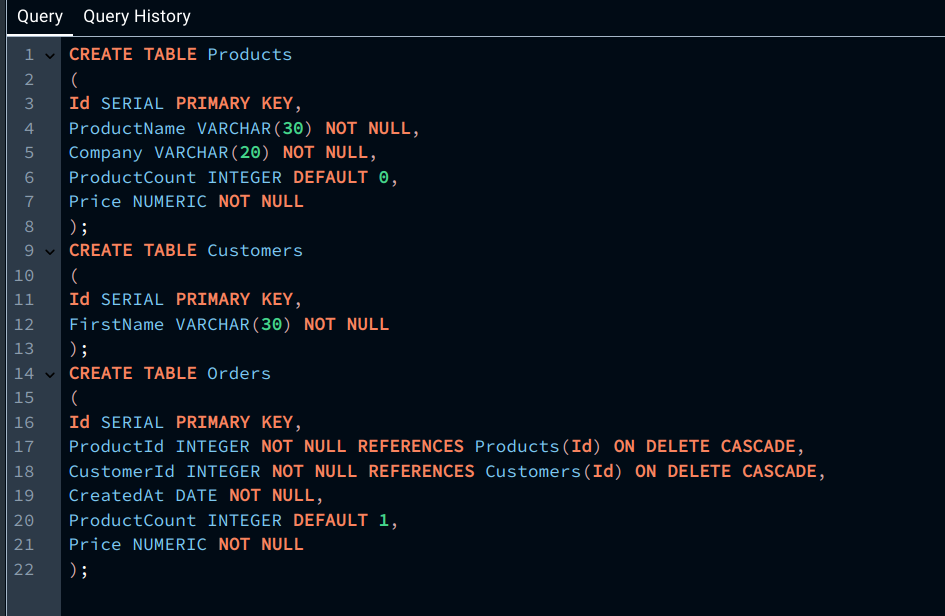 Query Query History
1 CREATE TABLE Products
2 (
3 Id SERIAL PRIMARY KEY,
4 ProductName VARCHAR(30) NOT NULL,
5 Company VARCHAR(20) NOT NULL,
6 ProductCount INTEGER DEFAULT 0,
7 Price NUMERIC NOT NULL
8 );
9 CREATE TABLE Customers
10 (
11 Id SERIAL PRIMARY KEY,
12 FirstName VARCHAR(30) NOT NULL
13 );
14 CREATE TABLE Orders
15 (
16 Id SERIAL PRIMARY KEY,
17 ProductId INTEGER NOT NULL REFERENCES Products(Id) ON DELETE CASCADE,
18 CustomerId INTEGER NOT NULL REFERENCES Customers(Id) ON DELETE CASCADE,
19 CreatedAt DATE NOT NULL,
20 ProductCount INTEGER DEFAULT 1,
21 Price NUMERIC NOT NULL
22 );